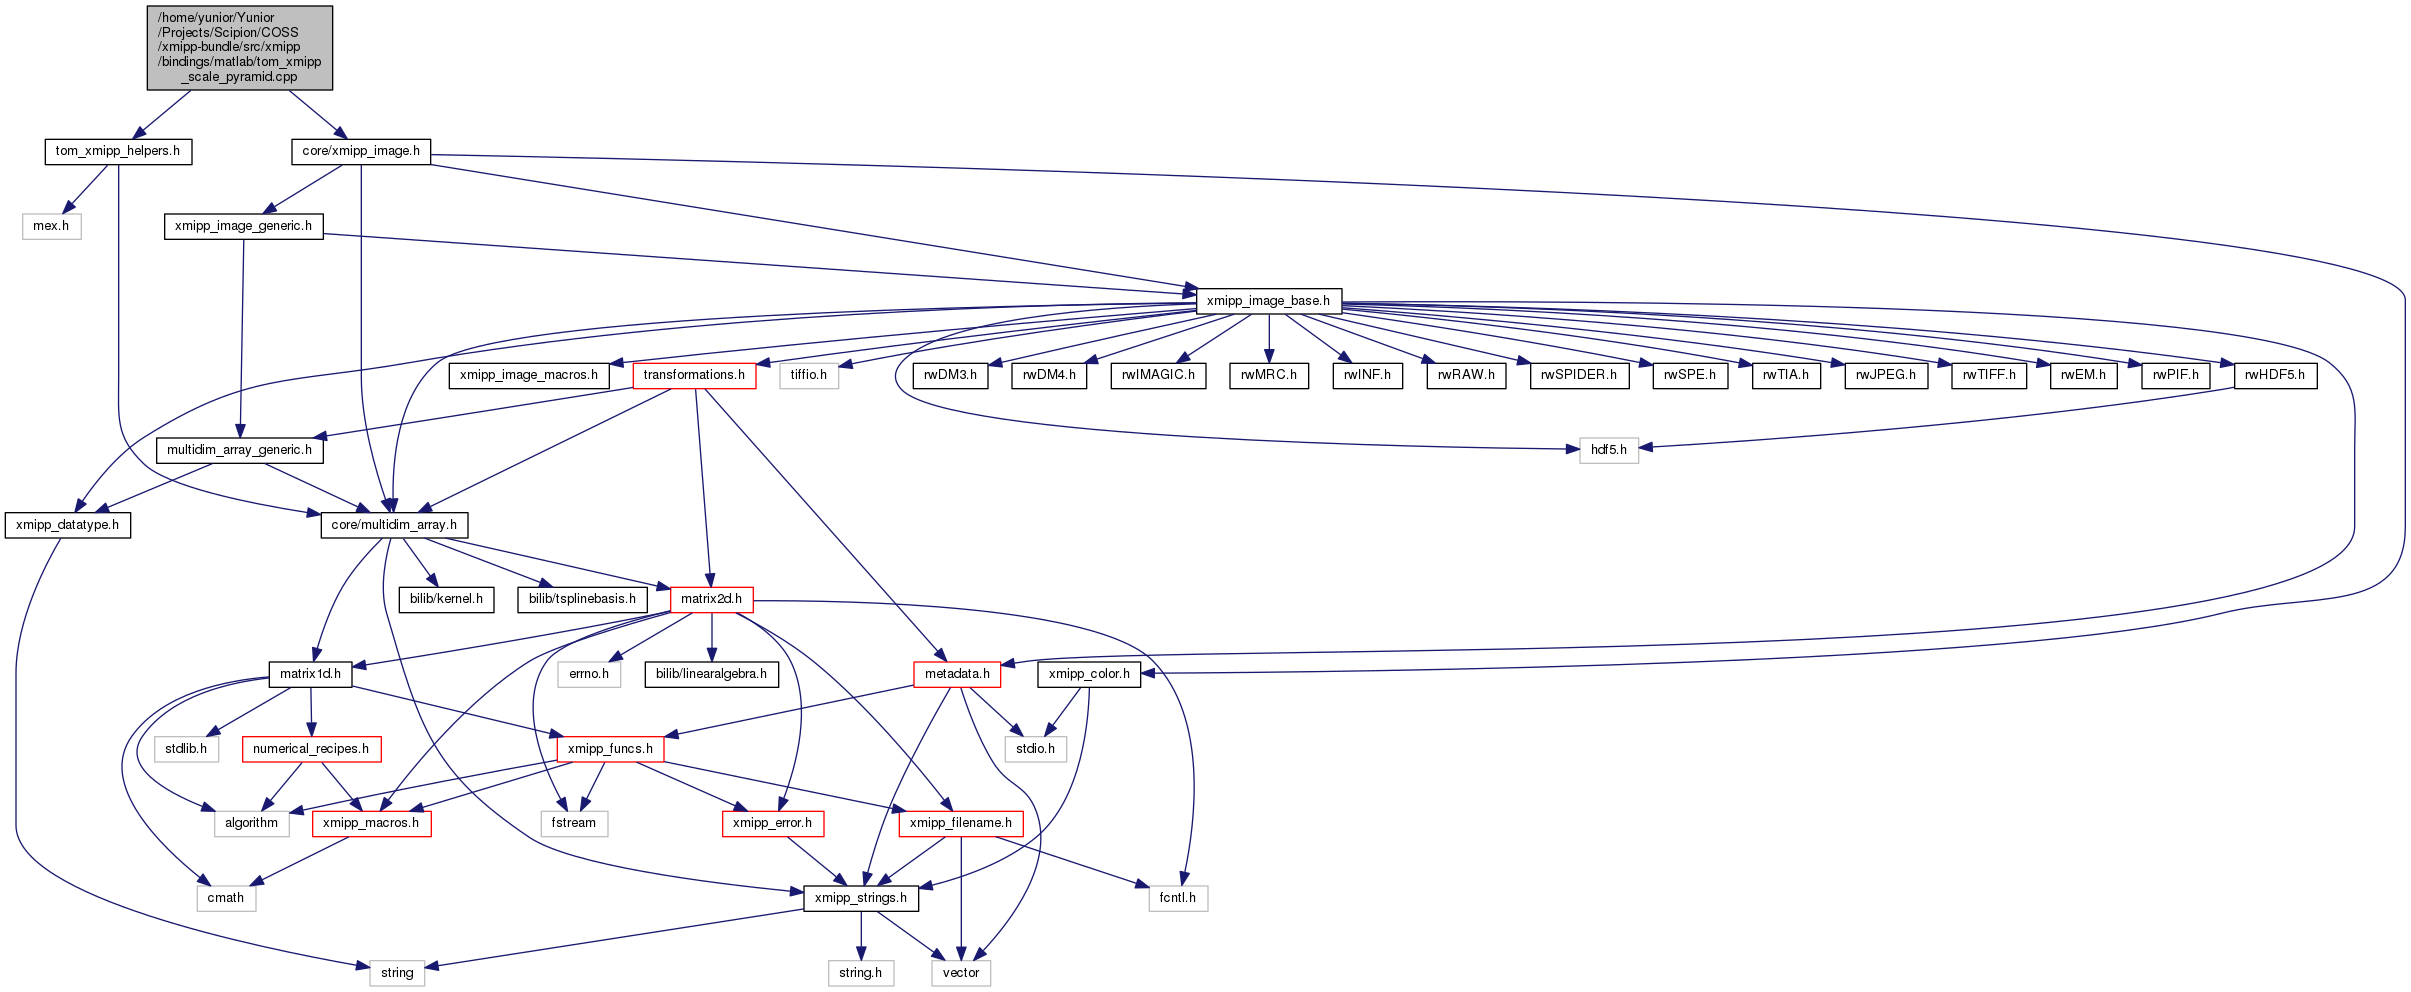 /home/yunior/Yunior
/Projects/Scipion/COSS
/xmipp-bundle/src/xmipp
/bindings/matlab/tom_xmipp
_scale_pyramid.cpp
tom_xmipp_helpers.h
core/xmipp_image.h
mex.h
xmipp_image_generic.h
xmipp_image_base.h
xmipp_image_macros.h
transformations.h
tiffio.h
rwDM3.h
rwDM4.h
rwIMAGIC.h
rwMRC.h
rwINF.h
rwRAW.h
rwSPIDER.h
rwSPE.h
rwTIA.h
rwJPEG.h
rwTIFF.h
rwEM.h
rwPIF.h
rwHDF5.h
multidim_array_generic.h
hdf5.h
xmipp_datatype.h
core/multidim_array.h
bilib/kernel.h
bilib/tsplinebasis.h
matrix2d.h
matrix1d.h
errno.h
bilib/linearalgebra.h
metadata.h
xmipp_color.h
stdlib.h
numerical_recipes.h
xmipp_funcs.h
stdio.h
algorithm
xmipp_macros.h
fstream
xmipp_error.h
xmipp_filename.h
cmath
xmipp_strings.h
fcntl.h
string
string.h
vector